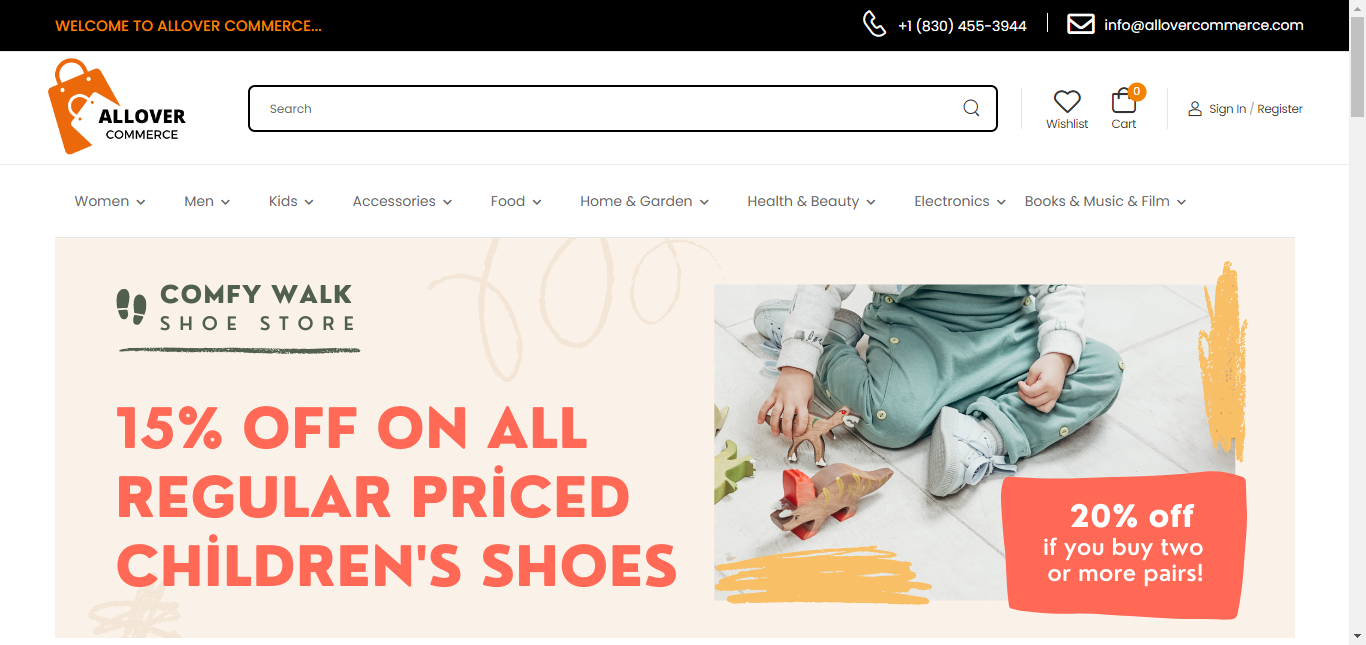 WELCOME TO ALLOVER COMMERCE...
+1 (830) 455-3944
info@allovercommerce.com
ALLOVER
COMMERCE
Search
Wishlist
0
Cart
Sign In / Register
Women
Men
Kids
Accessories
Food
Home & Garden
Health & Beauty
Electronics
Books & Music & Film
COMFY WALK
SHOE STORE
15% OFF ON ALL
REGULAR PRİCED
CHİLDREN'S SHOES
20% off
if you buy two
or more pairs!